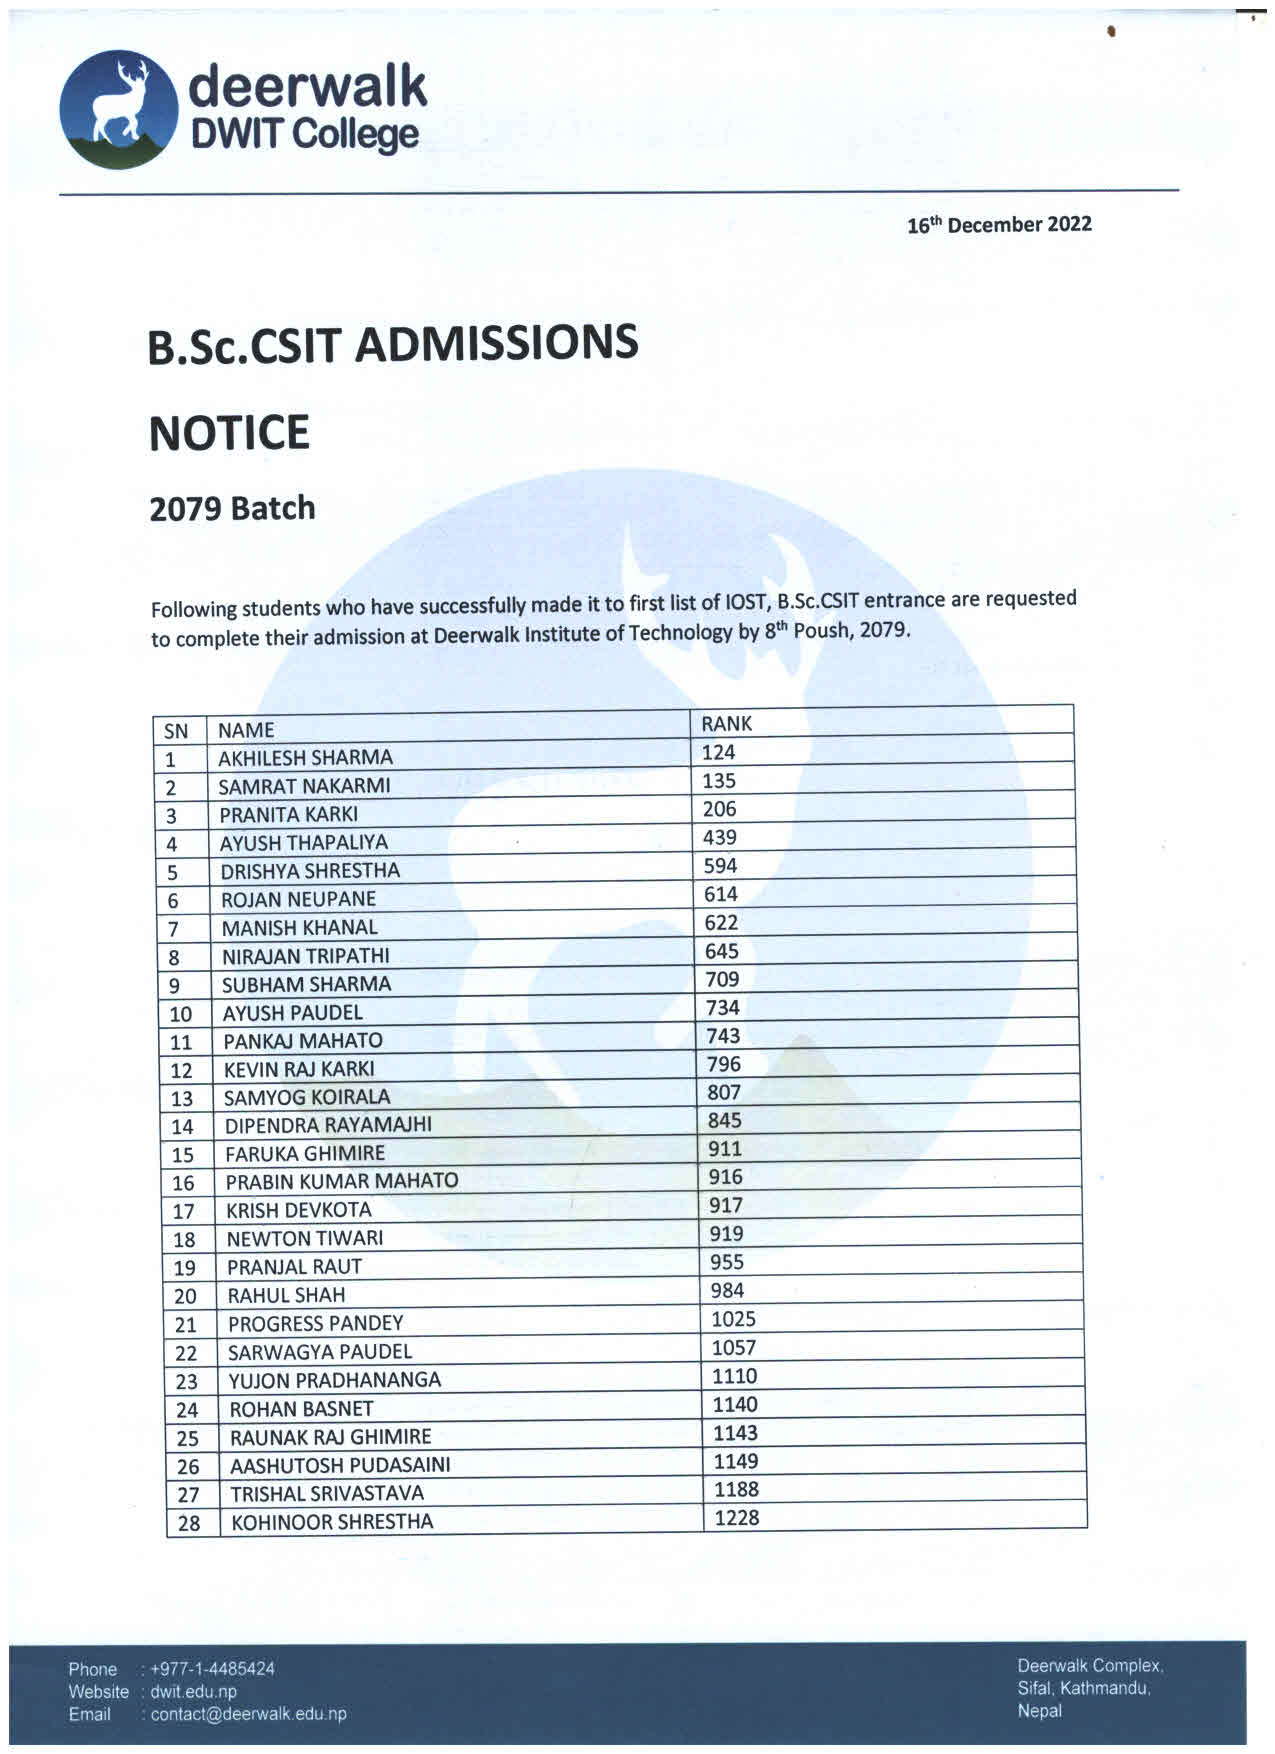 deerwalk
DWIT College
16th December 2022
B.Sc.CSIT ADMISSIONS
NOTICE
2079 Batch
Following students who have successfully made it to first list of IOST, B.Sc.CSIT entrance are requested
to complete their admission at Deerwalk Institute of Technology by 8th Poush, 2079.
SN NAME RANK
1 AKHILESH SHARMA 124
2 SAMRAT NAKARMI 135
3 PRANITA KARKI 206
4 AYUSH THAPALIYA 439
5 DRISHYA SHRESTHA 594
6 ROJAN NEUPANE 614
7 MANISH KHANAL 622
8 NIRAJAN TRIPATHI 645
9 SUBHAM SHARMA 709
10 AYUSH PAUDEL 734
11 PANKAJ MAHATO 743
12 KEVIN RAJ KARKI 796
13 SAMYOG KOIRALA 807
14 DIPENDRA RAYAMAJHI 845
15 FARUKA GHIMIRE 911
16 PRABIN KUMAR MAHATO 916
17 KRISH DEVKOTA 917
18 NEWTON TIWARI 919
19 PRANJAL RAUT 955
20 RAHUL SHAH 984
21 PROGRESS PANDEY 1025
22 SARWAGYA PAUDEL 1057
23 YUJON PRADHANANGA 1110
24 ROHAN BASNET 1140
25 RAUNAK RAJ GHIMIRE 1143
26 AASHUTOSH PUDASAINI 1149
27 TRISHAL SRIVASTAVA 1188
28 KOHINOOR SHRESTHA 1228
Phone : +977-1-4485424
Website : dwit.edu.np
Email : contact@deerwalk.edu.np
Deerwalk Complex,
Sifal, Kathmandu,
Nepal